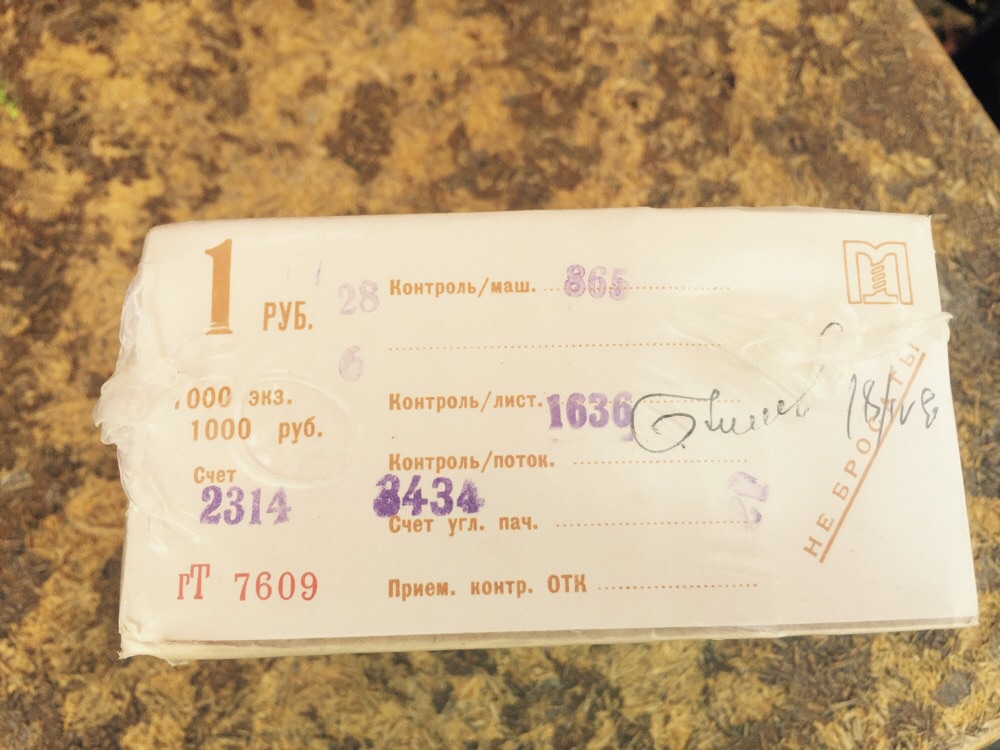 1 РУБ.
28 Контроль/маш. 865
6
1000 экз.
1000 руб.
Контроль/лист. 1636
Контроль/поток.
Счет
2314
3434
Счет угл. пач.
гТ 7609
Прием. контр. ОТК
НЕ БРОСАТЬ